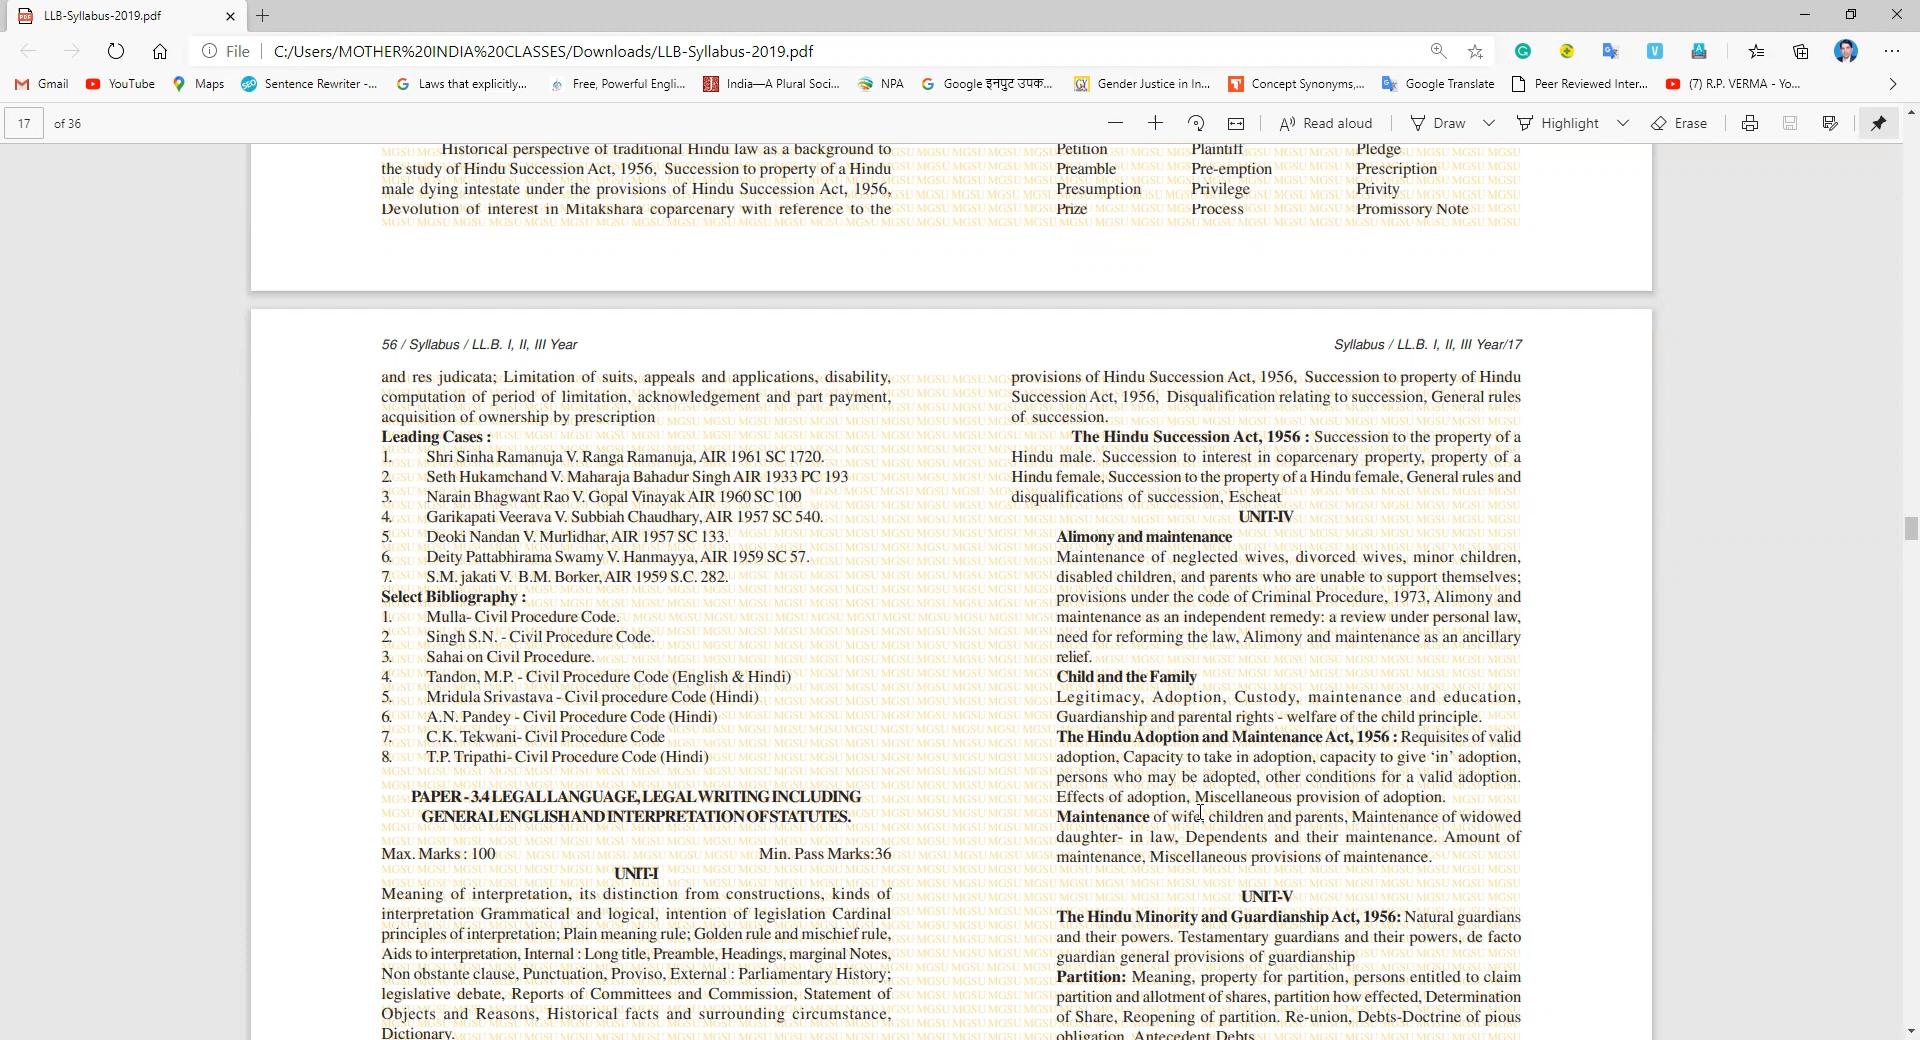 LLB-Syllabus-2019.pdf
File C:/Users/MOTHER%20INDIA%20CLASSES/Downloads/LLB-Syllabus-2019.pdf
Gmail YouTube Maps Sentence Rewriter -... Laws that explicitly... Free, Powerful Engli... India—A Plural Soci... NPA Google इनपुट उपक... Gender Justice in In... Concept Synonyms,... Google Translate Peer Reviewed Inter... (7) R.P. VERMA - Yo...
17 of 36 Read aloud Draw Highlight Erase
Historical perspective of traditional Hindu law as a background to
the study of Hindu Succession Act, 1956, Succession to property of a Hindu
male dying intestate under the provisions of Hindu Succession Act, 1956,
Devolution of interest in Mitakshara coparcenary with reference to the
Petition Plaintiff Pledge
Preamble Pre-emption Prescription
Presumption Privilege Privity
Prize Process Promissory Note
56 / Syllabus / LL.B. I, II, III Year
and res judicata; Limitation of suits, appeals and applications, disability,
computation of period of limitation, acknowledgement and part payment,
acquisition of ownership by prescription
Leading Cases :
1. Shri Sinha Ramanuja V. Ranga Ramanuja, AIR 1961 SC 1720.
2. Seth Hukamchand V. Maharaja Bahadur Singh AIR 1933 PC 193
3. Narain Bhagwant Rao V. Gopal Vinayak AIR 1960 SC 100
4. Garikapati Veerava V. Subbiah Chaudhary, AIR 1957 SC 540.
5. Deoki Nandan V. Murlidhar, AIR 1957 SC 133.
6. Deity Pattabhirama Swamy V. Hanmayya, AIR 1959 SC 57.
7. S.M. jakati V. B.M. Borker, AIR 1959 S.C. 282.
Select Bibliography :
1. Mulla- Civil Procedure Code.
2. Singh S.N. - Civil Procedure Code.
3. Sahai on Civil Procedure.
4. Tandon, M.P. - Civil Procedure Code (English & Hindi)
5. Mridula Srivastava - Civil procedure Code (Hindi)
6. A.N. Pandey - Civil Procedure Code (Hindi)
7. C.K. Tekwani- Civil Procedure Code
8. T.P. Tripathi- Civil Procedure Code (Hindi)
PAPER - 3.4 LEGAL LANGUAGE, LEGAL WRITING INCLUDING
GENERAL ENGLISH AND INTERPRETATION OF STATUTES.
Max. Marks : 100 Min. Pass Marks:36
UNIT-I
Meaning of interpretation, its distinction from constructions, kinds of
interpretation Grammatical and logical, intention of legislation Cardinal
principles of interpretation; Plain meaning rule; Golden rule and mischief rule,
Aids to interpretation, Internal : Long title, Preamble, Headings, marginal Notes,
Non obstante clause, Punctuation, Proviso, External : Parliamentary History;
legislative debate, Reports of Committees and Commission, Statement of
Objects and Reasons, Historical facts and surrounding circumstance,
Dictionary.
Syllabus / LL.B. I, II, III Year/17
provisions of Hindu Succession Act, 1956, Succession to property of Hindu
Succession Act, 1956, Disqualification relating to succession, General rules
of succession.
The Hindu Succession Act, 1956 : Succession to the property of a
Hindu male. Succession to interest in coparcenary property, property of a
Hindu female, Succession to the property of a Hindu female, General rules and
disqualifications of succession, Escheat
UNIT-IV
Alimony and maintenance
Maintenance of neglected wives, divorced wives, minor children,
disabled children, and parents who are unable to support themselves;
provisions under the code of Criminal Procedure, 1973, Alimony and
maintenance as an independent remedy: a review under personal law,
need for reforming the law, Alimony and maintenance as an ancillary
relief.
Child and the Family
Legitimacy, Adoption, Custody, maintenance and education,
Guardianship and parental rights - welfare of the child principle.
The Hindu Adoption and Maintenance Act, 1956 : Requisites of valid
adoption, Capacity to take in adoption, capacity to give ‘in’ adoption,
persons who may be adopted, other conditions for a valid adoption.
Effects of adoption, Miscellaneous provision of adoption.
Maintenance of wife, children and parents, Maintenance of widowed
daughter- in law, Dependents and their maintenance. Amount of
maintenance, Miscellaneous provisions of maintenance.
UNIT-V
The Hindu Minority and Guardianship Act, 1956: Natural guardians
and their powers. Testamentary guardians and their powers, de facto
guardian general provisions of guardianship
Partition: Meaning, property for partition, persons entitled to claim
partition and allotment of shares, partition how effected, Determination
of Share, Reopening of partition. Re-union, Debts-Doctrine of pious
obligation, Antecedent Debts